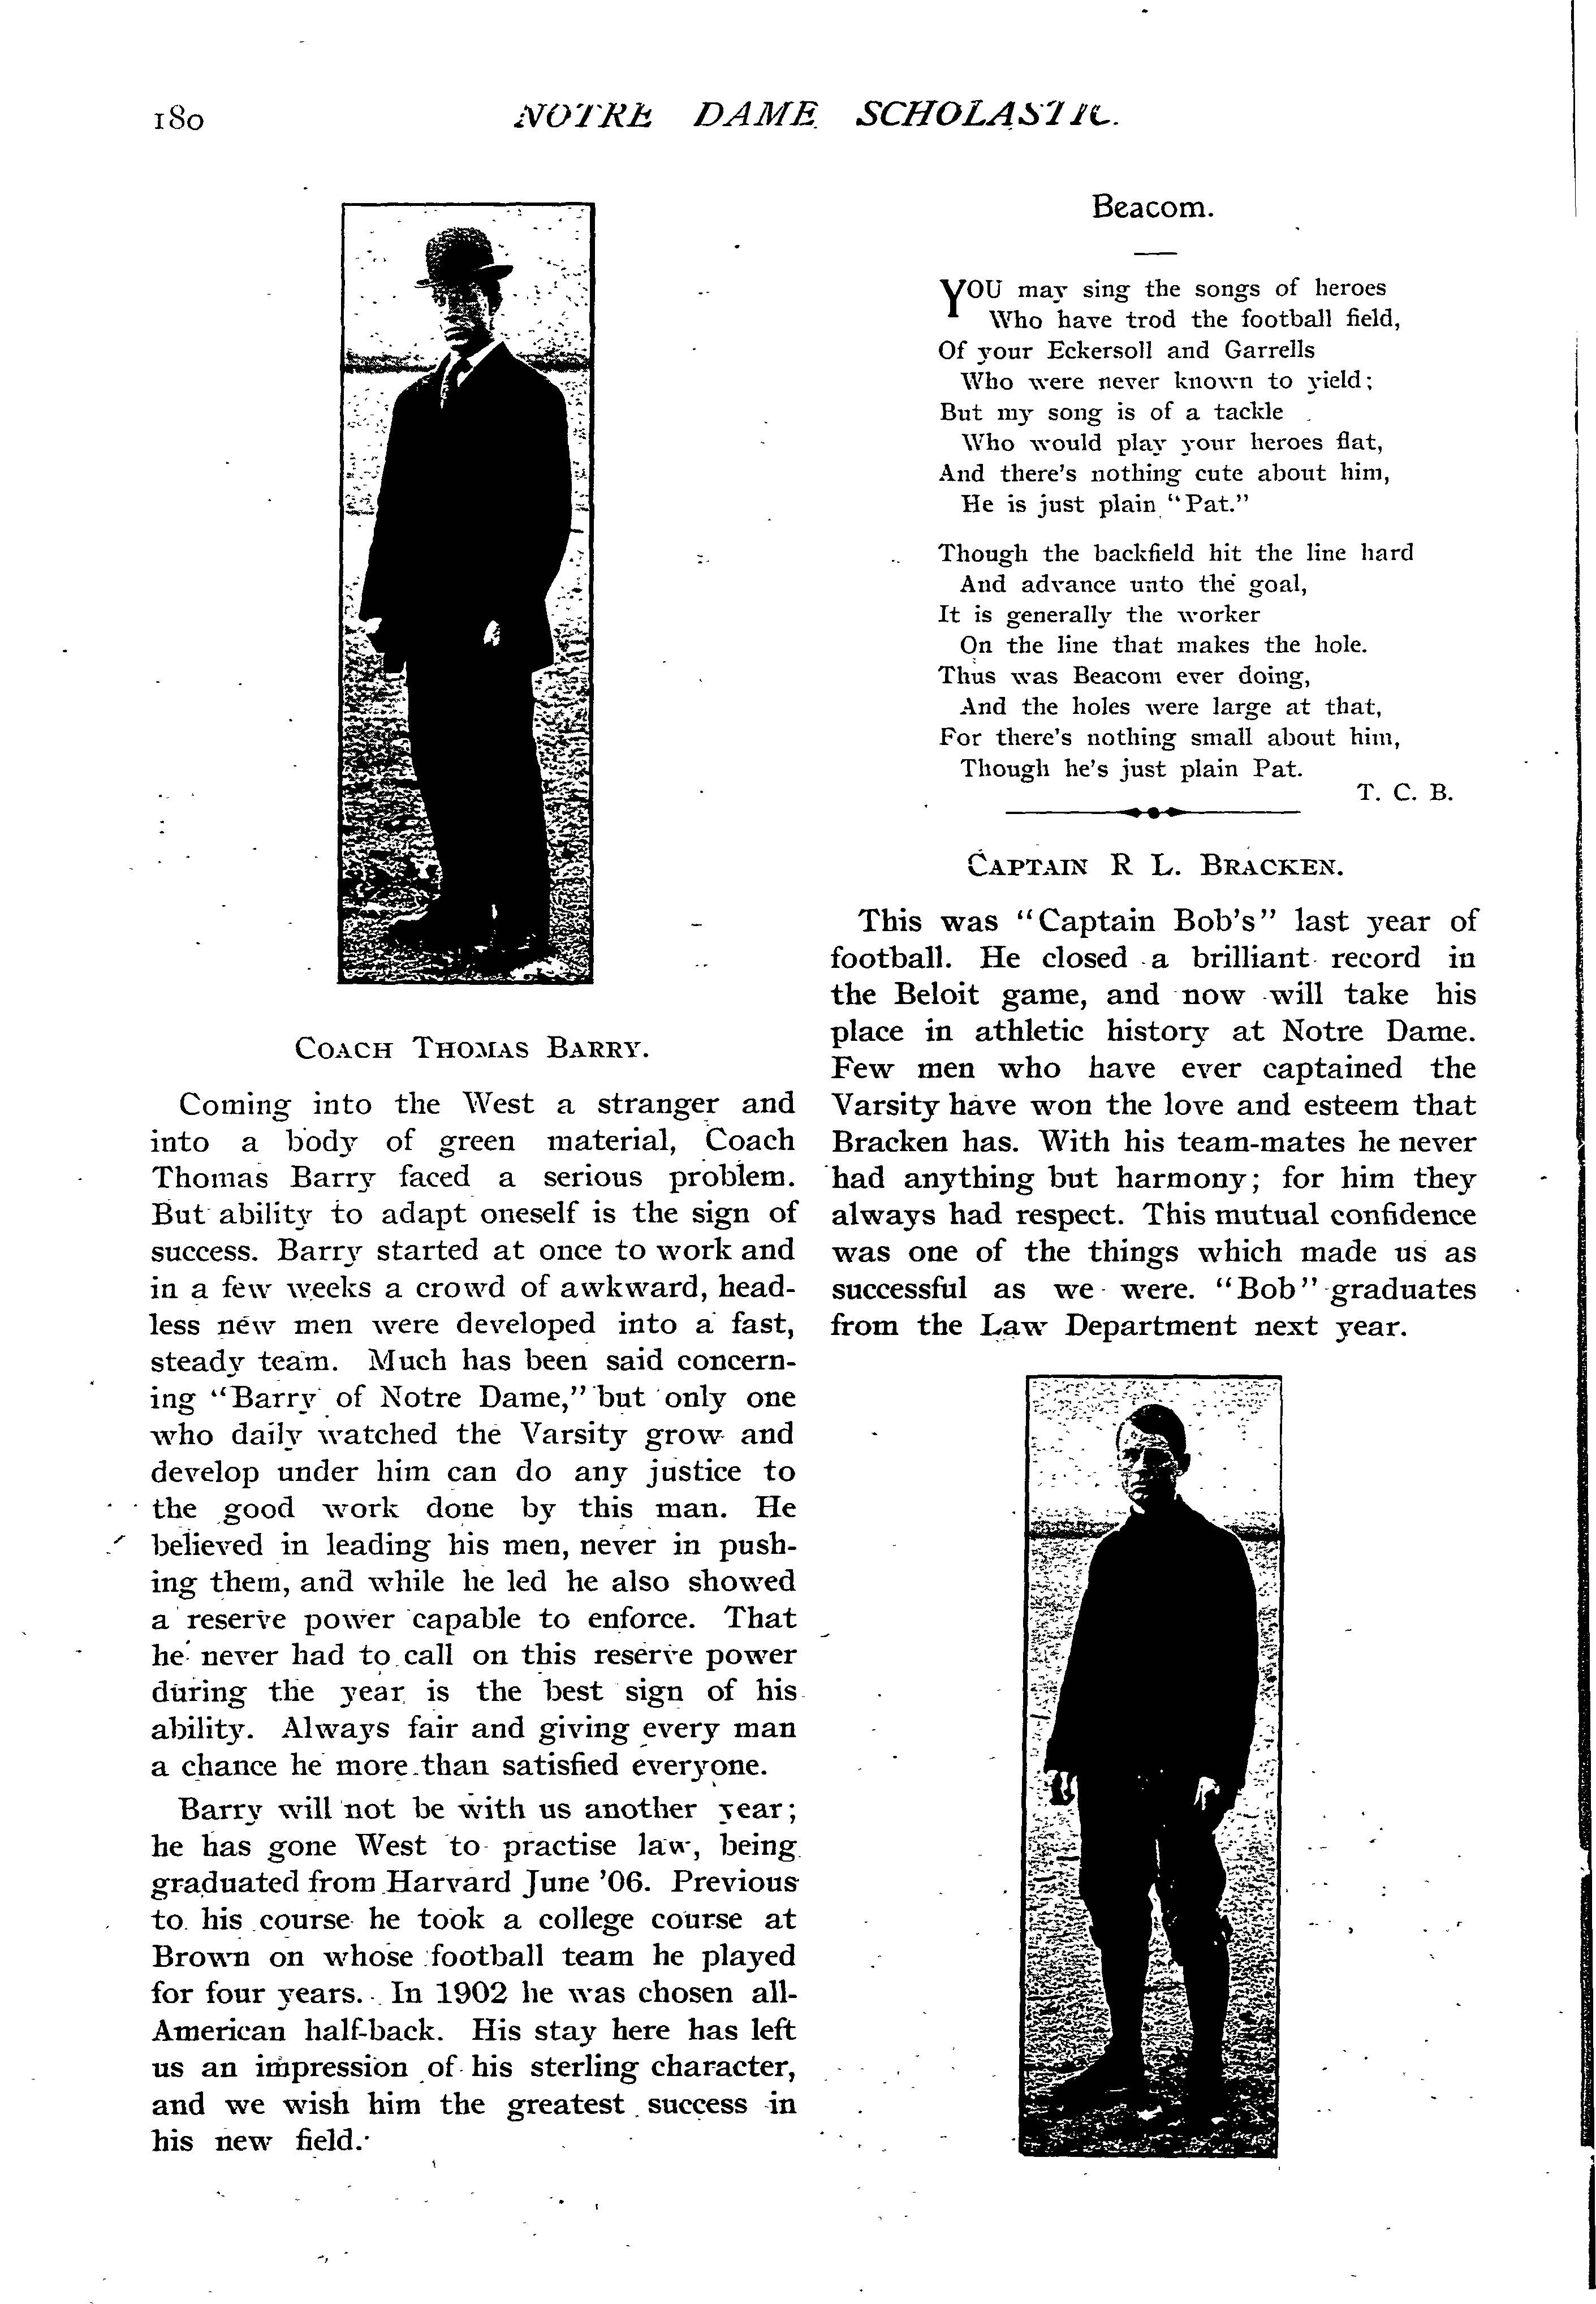 180 NOTRE DAME SCHOLASTIC.
COACH THOMAS BARRY.
Coming into the West a stranger and
into a body of green material, Coach
Thomas Barry faced a serious problem.
But ability to adapt oneself is the sign of
success. Barry started at once to work and
in a few weeks a crowd of awkward, head-
less new men were developed into a fast,
steady team. Much has been said concern-
ing "Barry of Notre Dame," but only one
who daily watched the Varsity grow and
develop under him can do any justice to
the good work done by this man. He
believed in leading his men, never in push-
ing them, and while he led he also showed
a reserve power capable to enforce. That
he never had to call on this reserve power
during the year is the best sign of his
ability. Always fair and giving every man
a chance he more than satisfied everyone.
Barry will not be with us another year;
he has gone West to practise law, being
graduated from Harvard June '06. Previous
to his course he took a college course at
Brown on whose football team he played
for four years. In 1902 he was chosen all-
American half-back. His stay here has left
us an impression of his sterling character,
and we wish him the greatest success in
his new field.
Beacom.
YOU may sing the songs of heroes
Who have trod the football field,
Of your Eckersoll and Garrells
Who were never known to yield;
But my song is of a tackle
Who would play your heroes flat,
And there's nothing cute about him,
He is just plain "Pat."
Though the backfield hit the line hard
And advance unto the goal,
It is generally the worker
On the line that makes the hole.
Thus was Beacom ever doing,
And the holes were large at that,
For there's nothing small about him,
Though he's just plain Pat.
T. C. B.
CAPTAIN R L. BRACKEN.
This was "Captain Bob's" last year of
football. He closed a brilliant record in
the Beloit game, and now will take his
place in athletic history at Notre Dame.
Few men who have ever captained the
Varsity have won the love and esteem that
Bracken has. With his team-mates he never
had anything but harmony; for him they
always had respect. This mutual confidence
was one of the things which made us as
successful as we were. "Bob" graduates
from the Law Department next year.